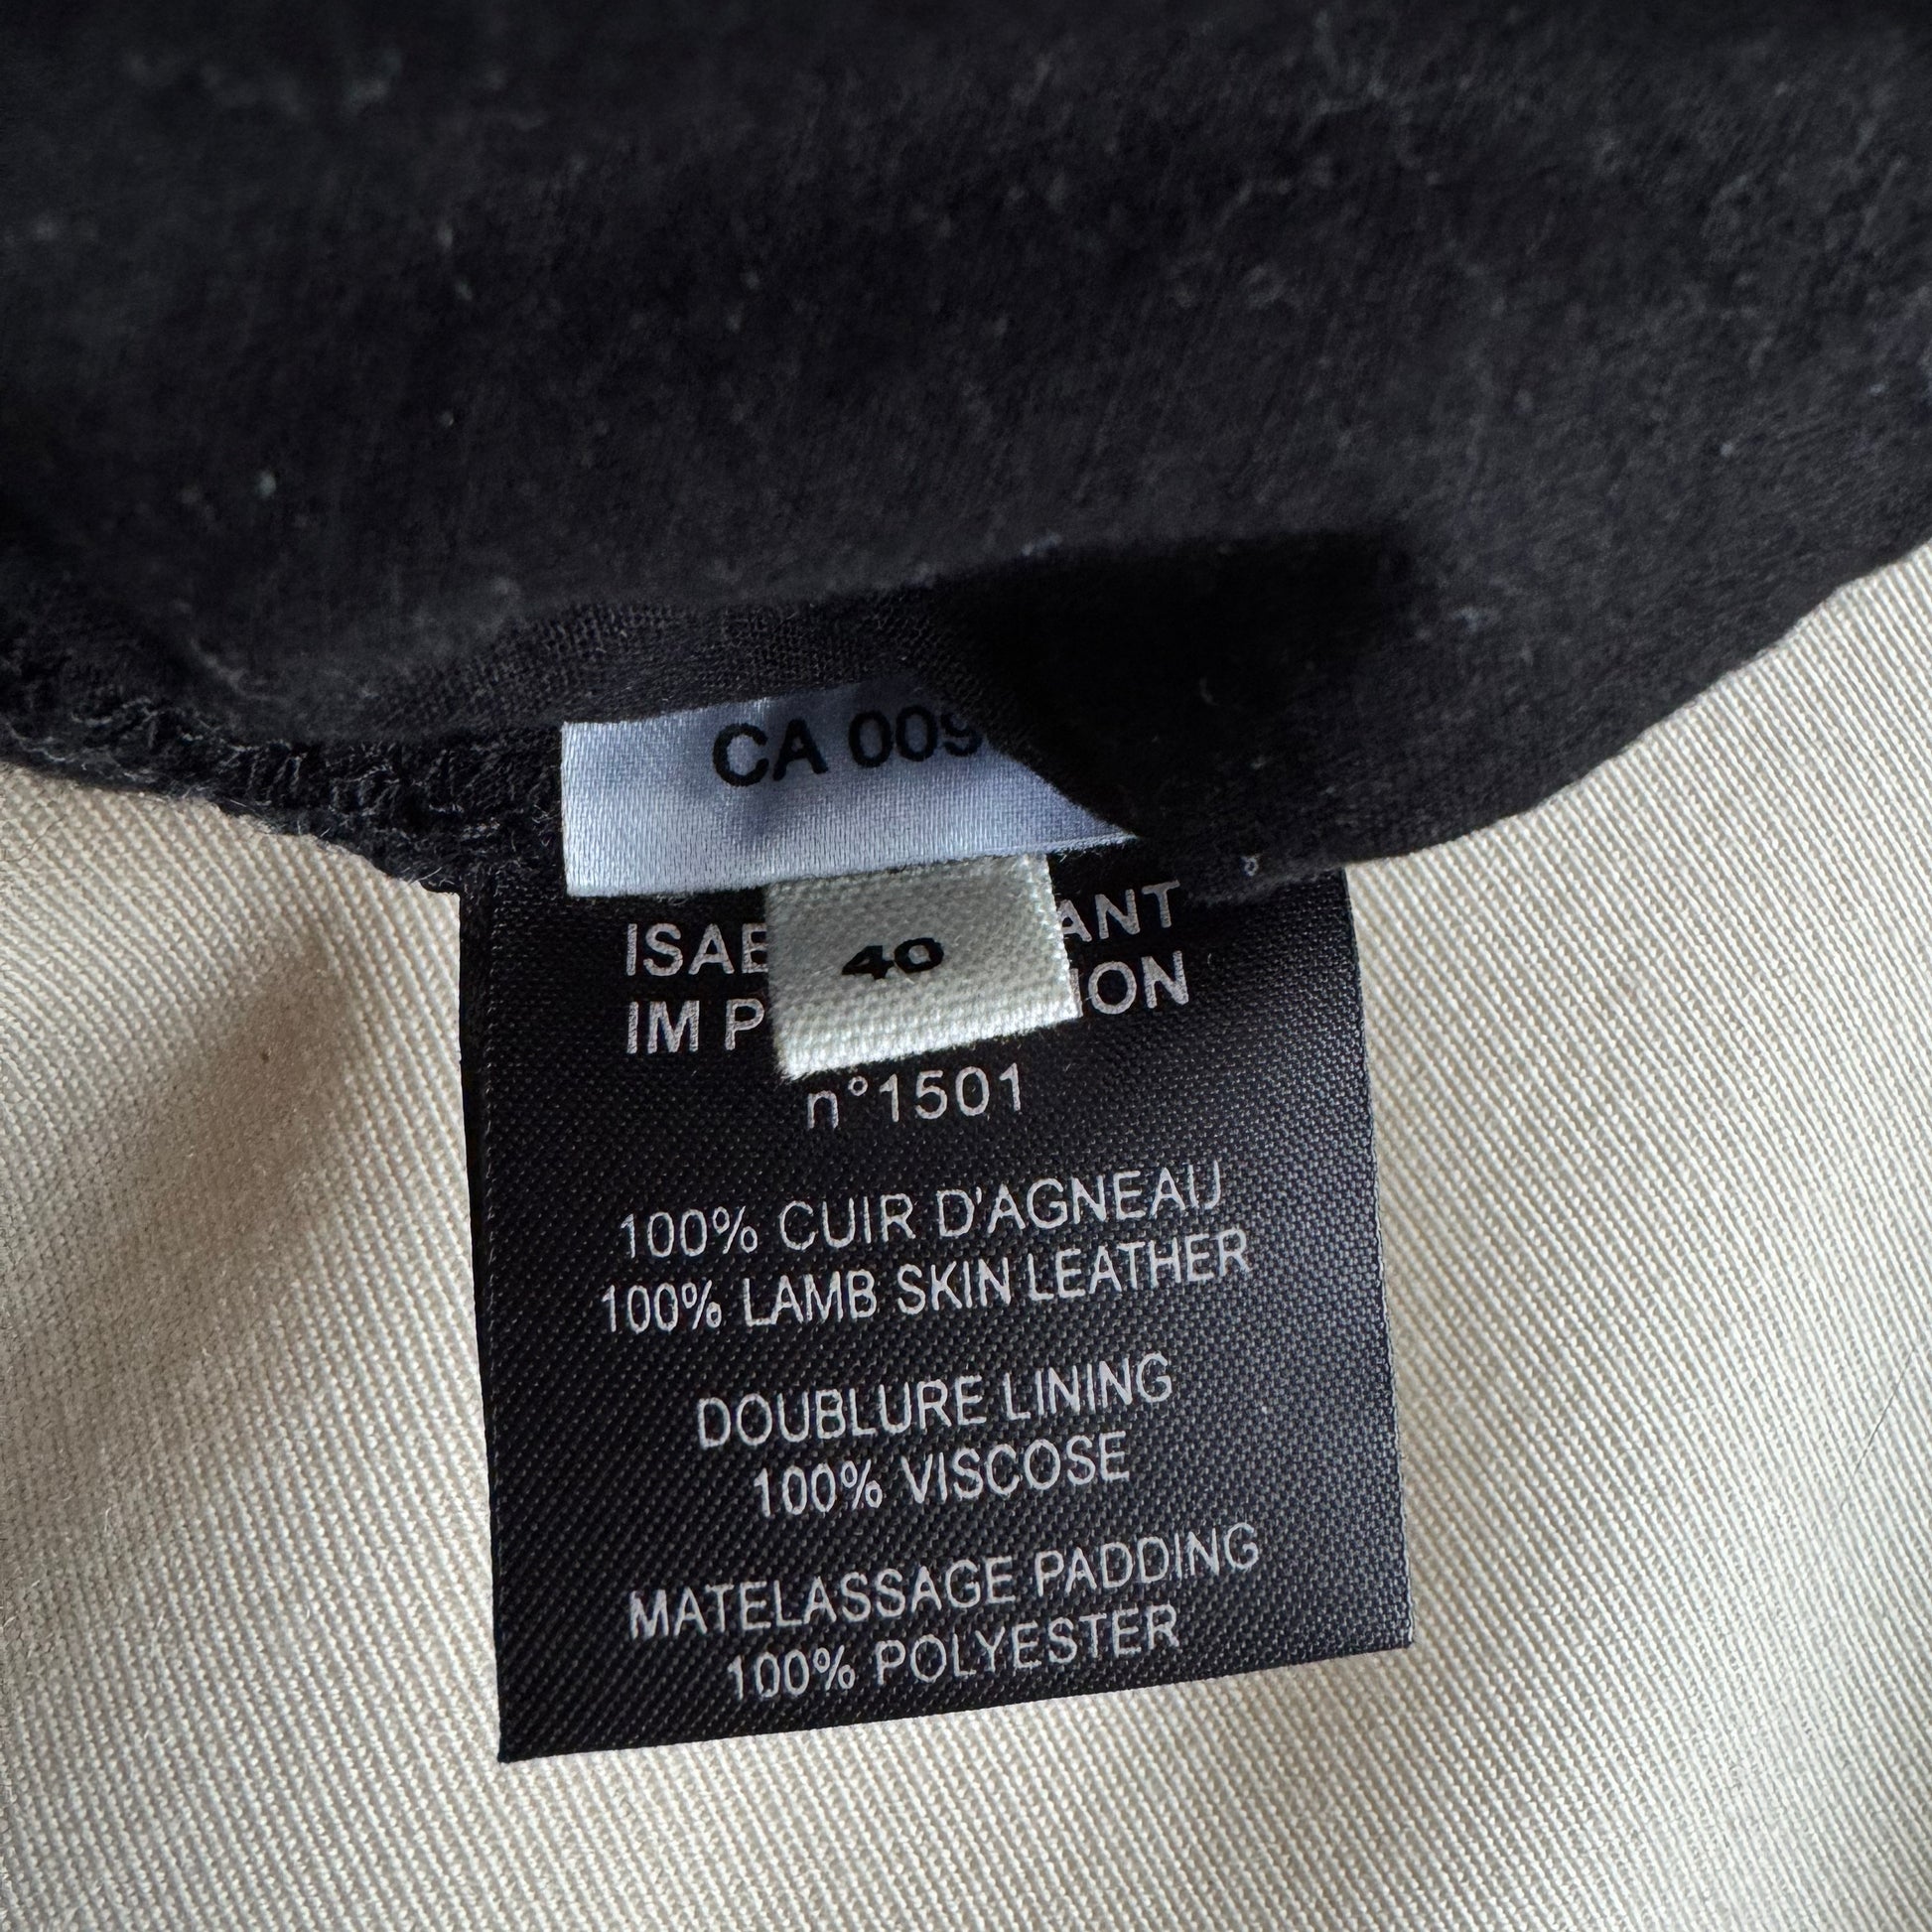 CA 009
40
ISAB ANT
IM P ION
n°1501
100% CUIR D'AGNEAU
100% LAMB SKIN LEATHER
DOUBLURE LINING
100% VISCOSE
MATELASSAGE PADDING
100% POLYESTER